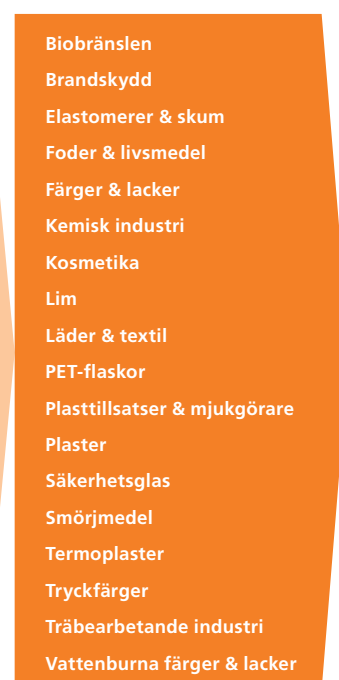 Biobränslen
Brandskydd
Elastomerer & skum
Foder & livsmedel
Färger & lacker
Kemisk industri
Kosmetika
Lim
Läder & textil
PET-flaskor
Plasttillsatser & mjukgörare
Plaster
Säkerhetsglas
Smörjmedel
Termoplaster
Tryckfärger
Träbearbetande industri
Vattenburna färger & lacker